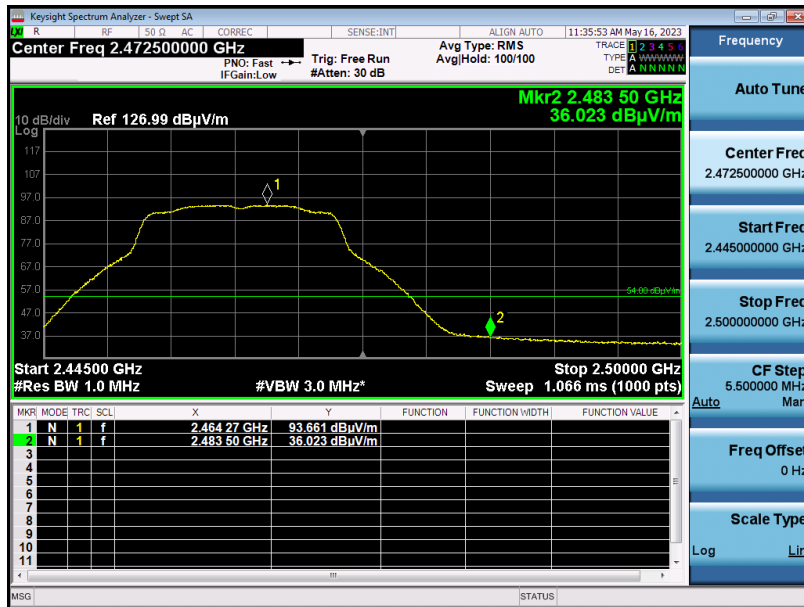 Keysight Spectrum Analyzer - Swept SA
LXI R RF 50 Ω AC CORREC SENSE:INT ALIGN AUTO 11:35:53 AM May 16, 2023
Center Freq 2.472500000 GHz
PNO: Fast
IFGain:Low
Trig: Free Run
#Atten: 30 dB
Avg Type: RMS
Avg|Hold: 100/100
TRACE 1 2 3 4 5 6
TYPE A WWWWW
DET A N N N N N
Mkr2 2.483 50 GHz
36.023 dBµV/m
10 dB/div
Log
Ref 126.99 dBµV/m
117
107
97.0
87.0
77.0
67.0
57.0
47.0
37.0
1
54.00 dBµV/m
2
Start 2.44500 GHz Stop 2.50000 GHz
#Res BW 1.0 MHz #VBW 3.0 MHz* Sweep 1.066 ms (1000 pts)
MKR MODE TRC SCL X Y FUNCTION FUNCTION WIDTH FUNCTION VALUE
1 N 1 f 2.464 27 GHz 93.661 dBµV/m
2 N 1 f 2.483 50 GHz 36.023 dBµV/m
3
4
5
6
7
8
9
10
11
MSG STATUS
Frequency
Auto Tune
Center Freq
2.472500000 GHz
Start Freq
2.445000000 GHz
Stop Freq
2.500000000 GHz
CF Step
5.500000 MHz
Auto Man
Freq Offset
0 Hz
Scale Type
Log Lin